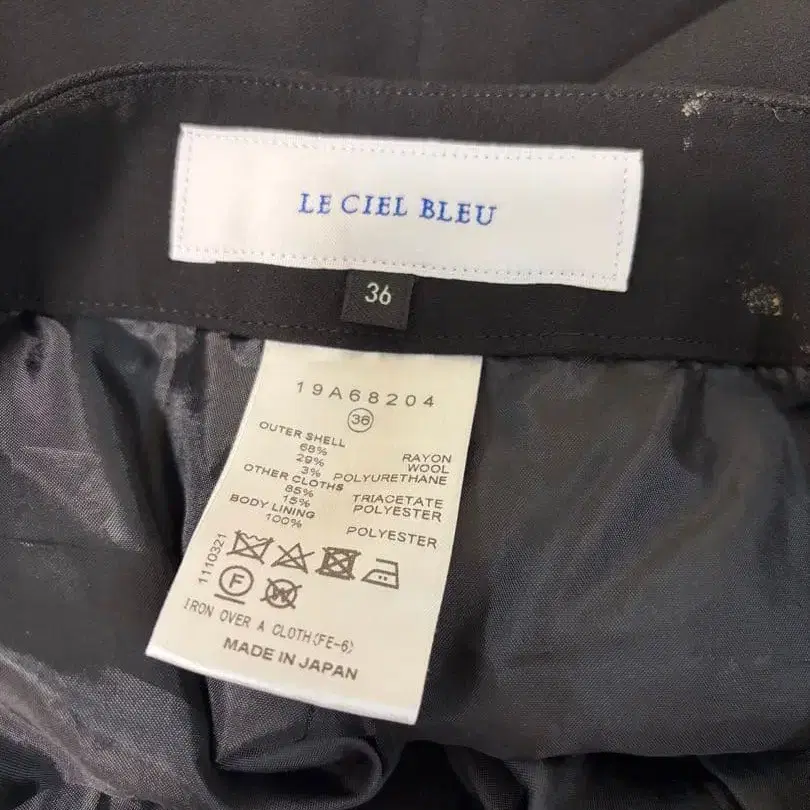 LE CIEL BLEU
36
19A68204
36
OUTER SHELL
68% RAYON
29% WOOL
3% POLYURETHANE
OTHER CLOTHS
85% TRIACETATE
15% POLYESTER
BODY LINING
100% POLYESTER
1110321
F W
IRON OVER A CLOTH(FE-6)
MADE IN JAPAN